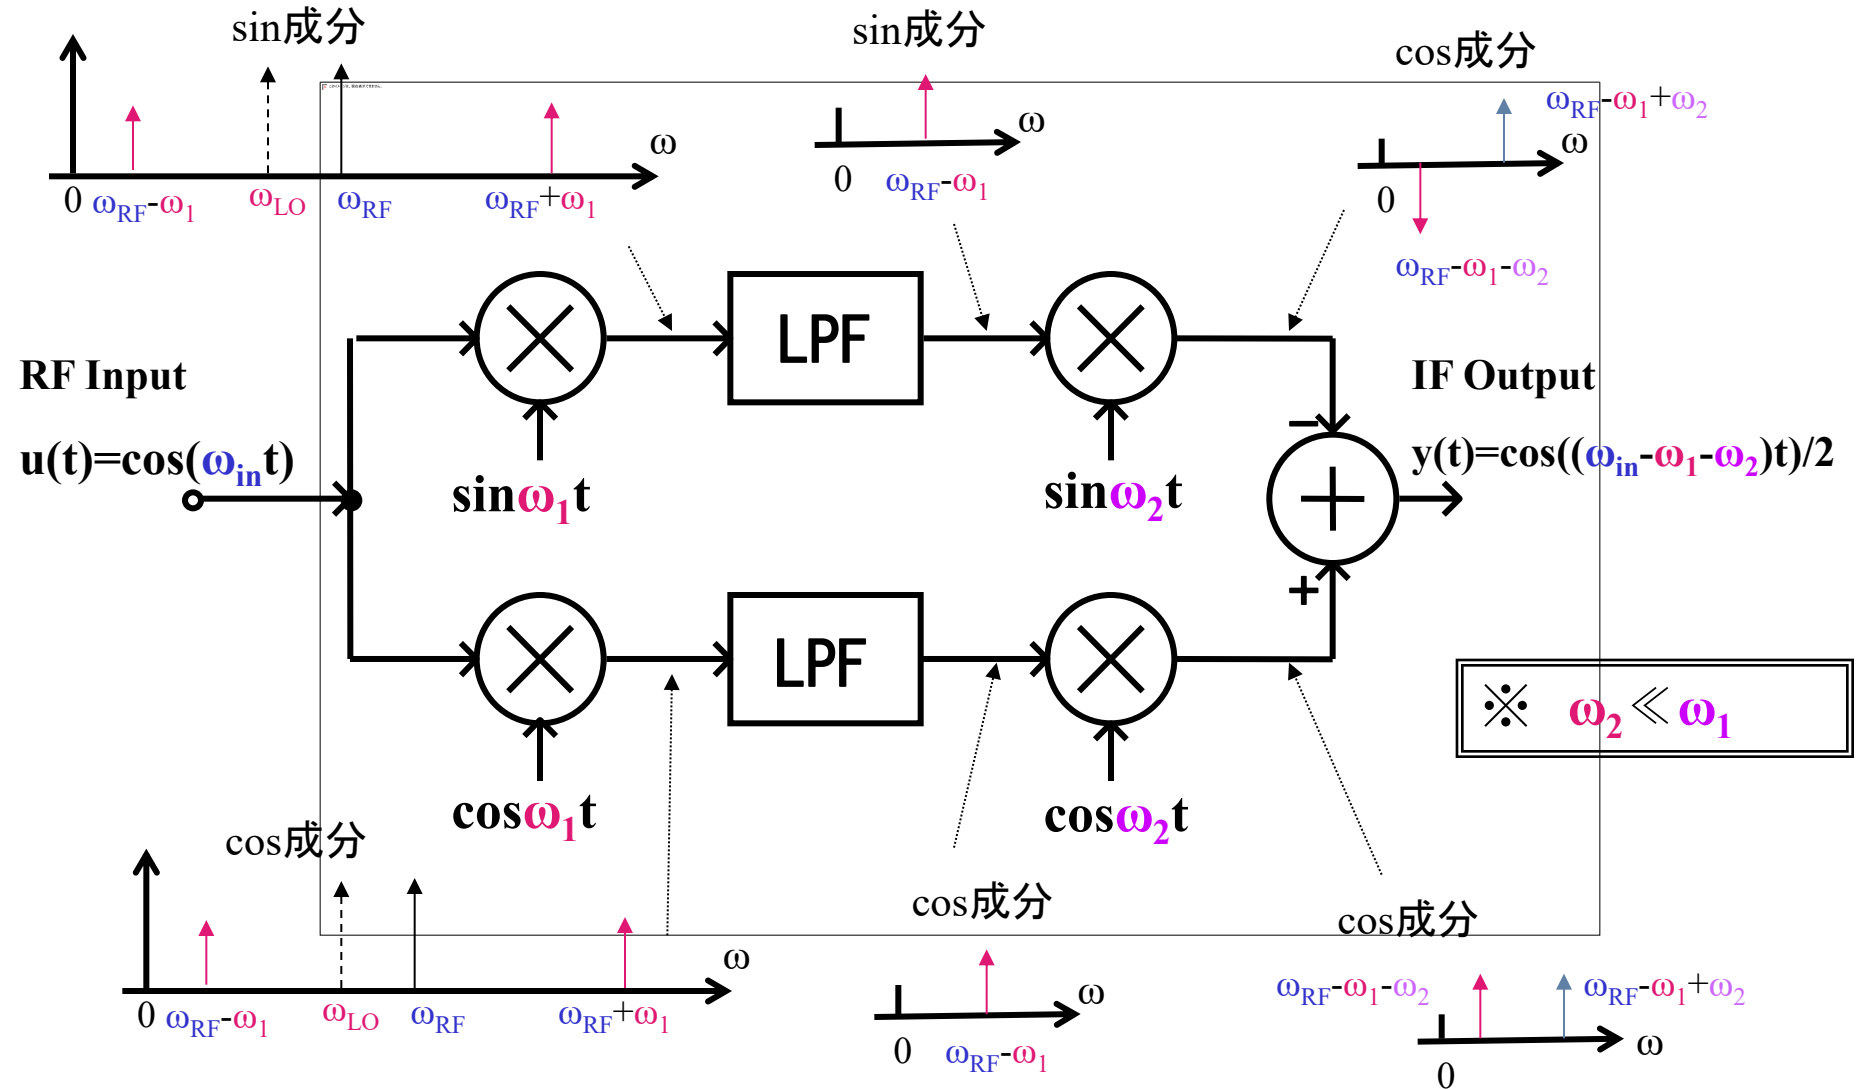 sin成分
sin成分
cos成分
ω
0 ωRF-ω1
ωLO
ωRF
ωRF+ω1
ω
0
ωRF-ω1
ωRF-ω1+ω2
ω
0
ωRF-ω1-ω2
RF Input
u(t)=cos(ωint)
LPF
sinω1t
sinω2t
−
IF Output
y(t)=cos((ωin-ω1-ω2)t)/2
+
LPF
cosω1t
cosω2t
+
※ ω2≪ω1
cos成分
cos成分
cos成分
ω
0 ωRF-ω1
ωLO
ωRF
ωRF+ω1
ω
0
ωRF-ω1
ωRF-ω1-ω2
ωRF-ω1+ω2
ω
0